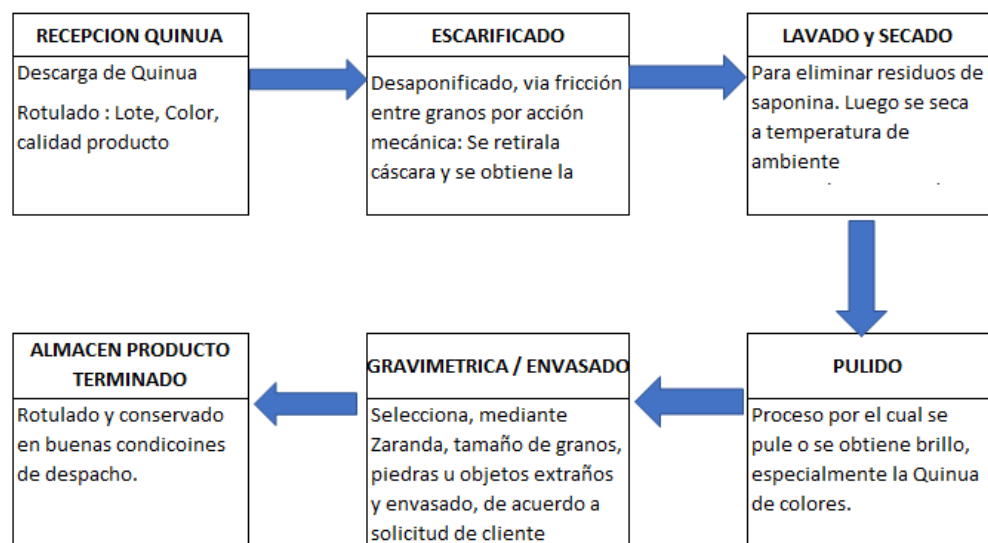 RECEPCION QUINUA
Descarga de Quinua
Rotulado : Lote, Color,
calidad producto
ESCARIFICADO
Desaponificado, via fricción
entre granos por acción
mecánica: Se retirala
cáscara y se obtiene la
LAVADO y SECADO
Para eliminar residuos de
saponina. Luego se seca
a temperatura de
ambiente
PULIDO
Proceso por el cual se
pule o se obtiene brillo,
especialmente la Quinua
de colores.
GRAVIMETRICA / ENVASADO
Selecciona, mediante
Zaranda, tamaño de granos,
piedras u objetos extraños
y envasado, de acuerdo a
solicitud de cliente
ALMACEN PRODUCTO
TERMINADO
Rotulado y conservado
en buenas condicoines
de despacho.